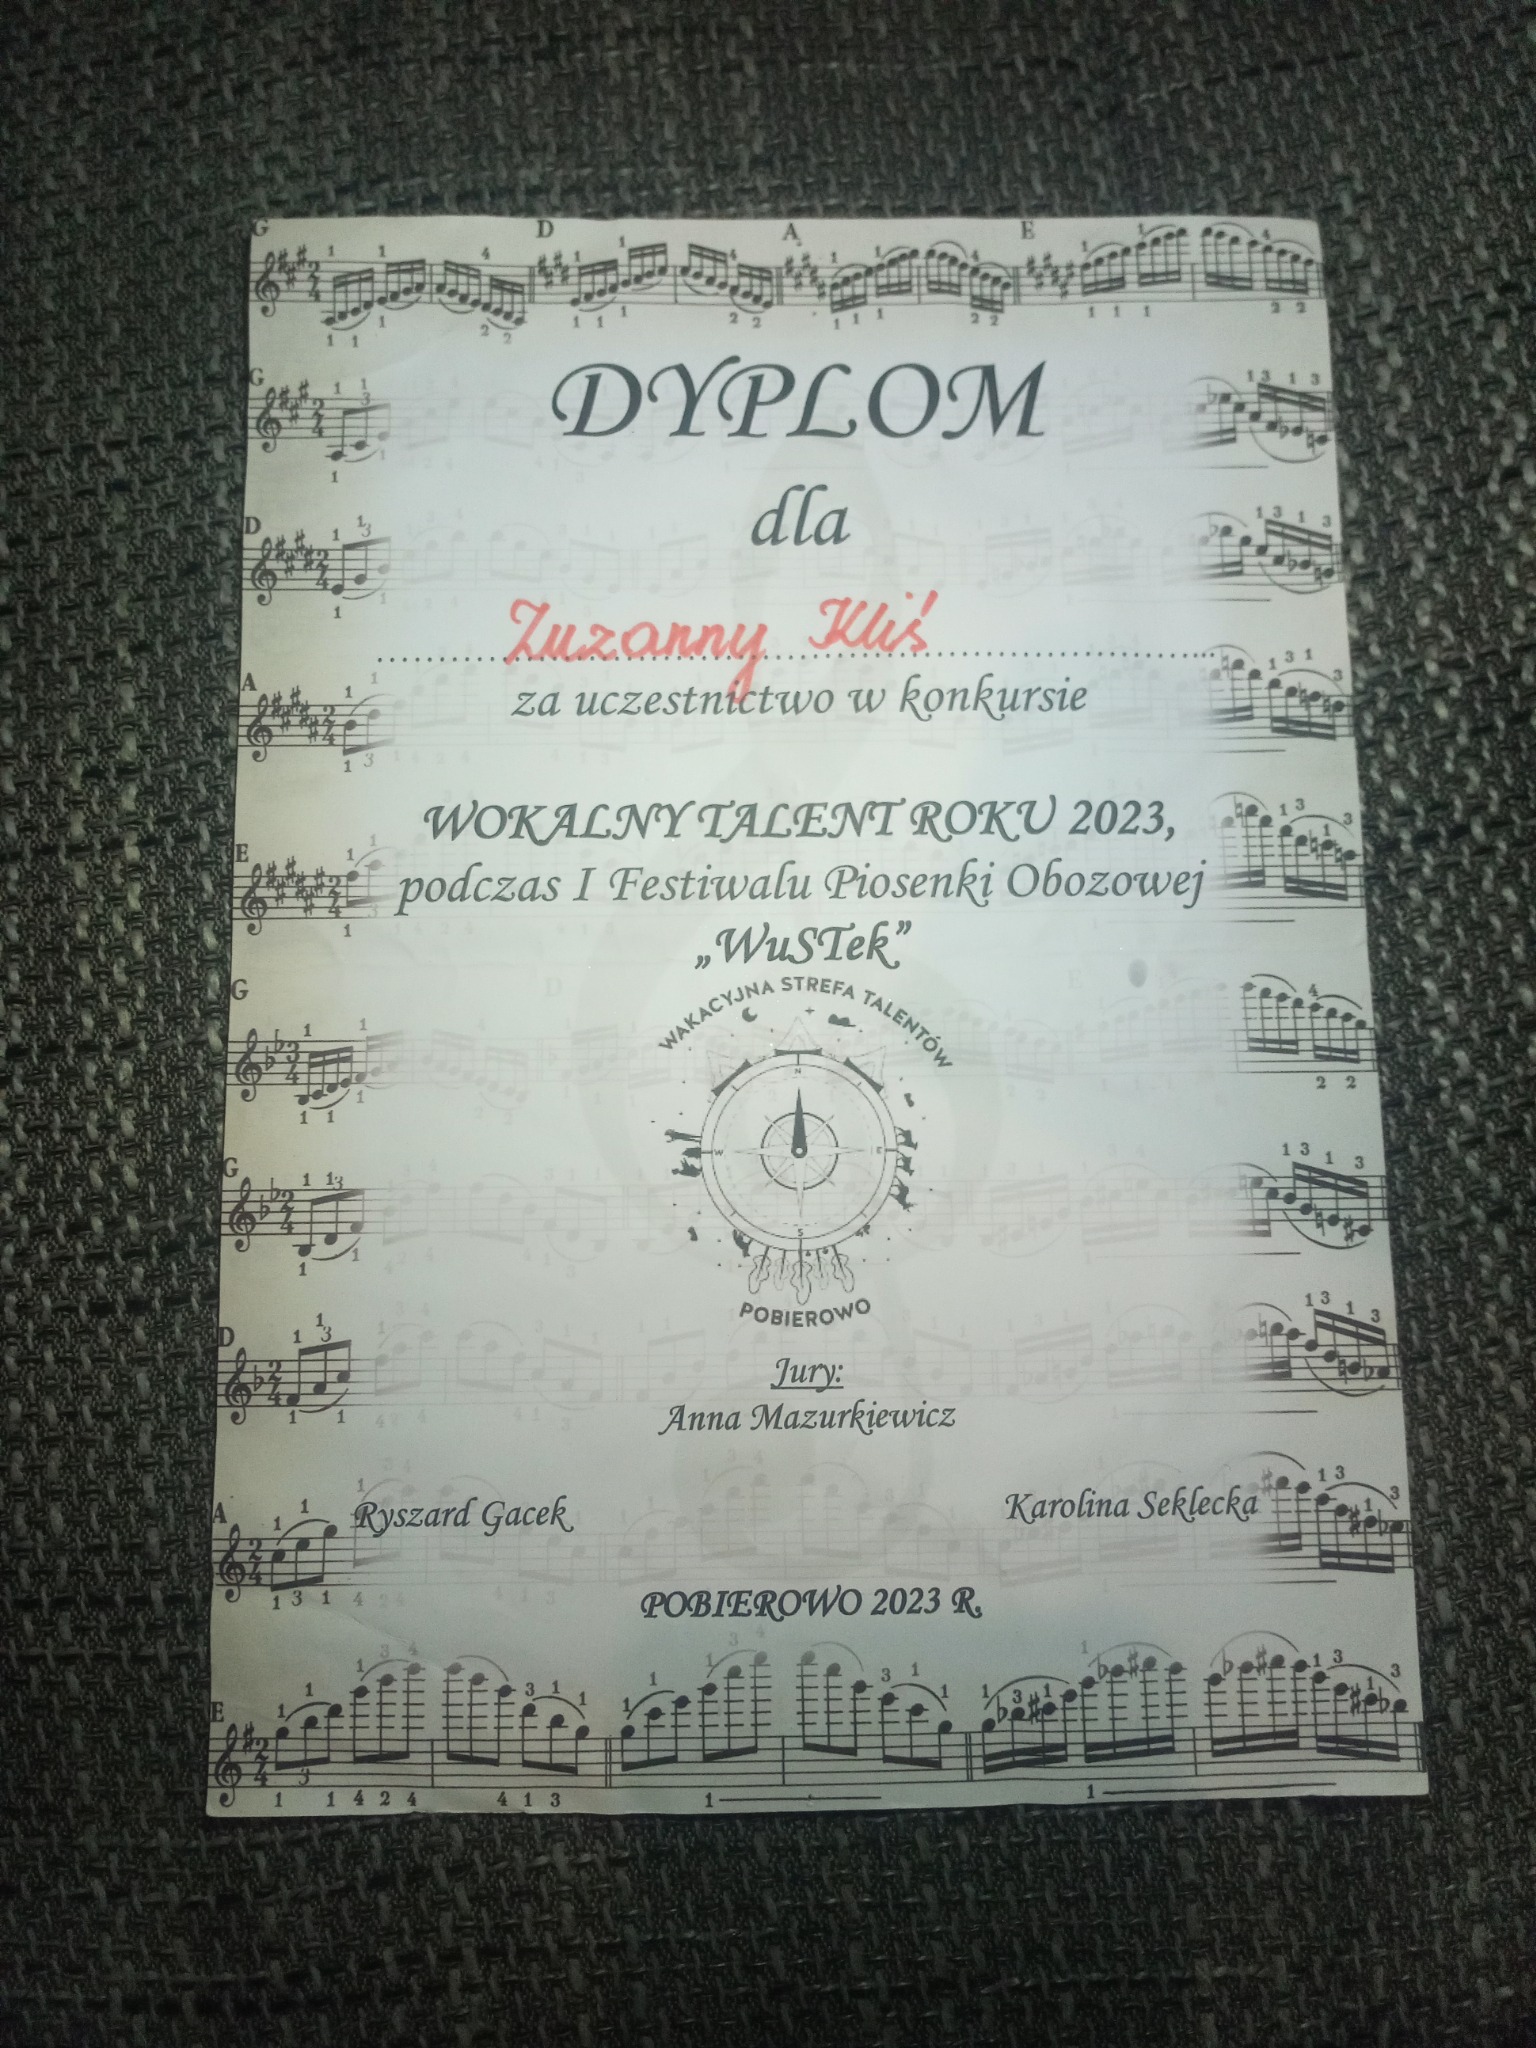 DYPLOM
dla
Zuzanny Kliś
za uczestnictwo w konkursie
WOKALNY TALENT ROKU 2023,
podczas I Festiwalu Piosenki Obozowej
„WuSTek”
WAKACYJNA STREFA TALENTÓW
N
W E
S
POBIEROWO
Jury:
Anna Mazurkiewicz
Ryszard Gacek Karolina Seklecka
POBIEROWO 2023 R.